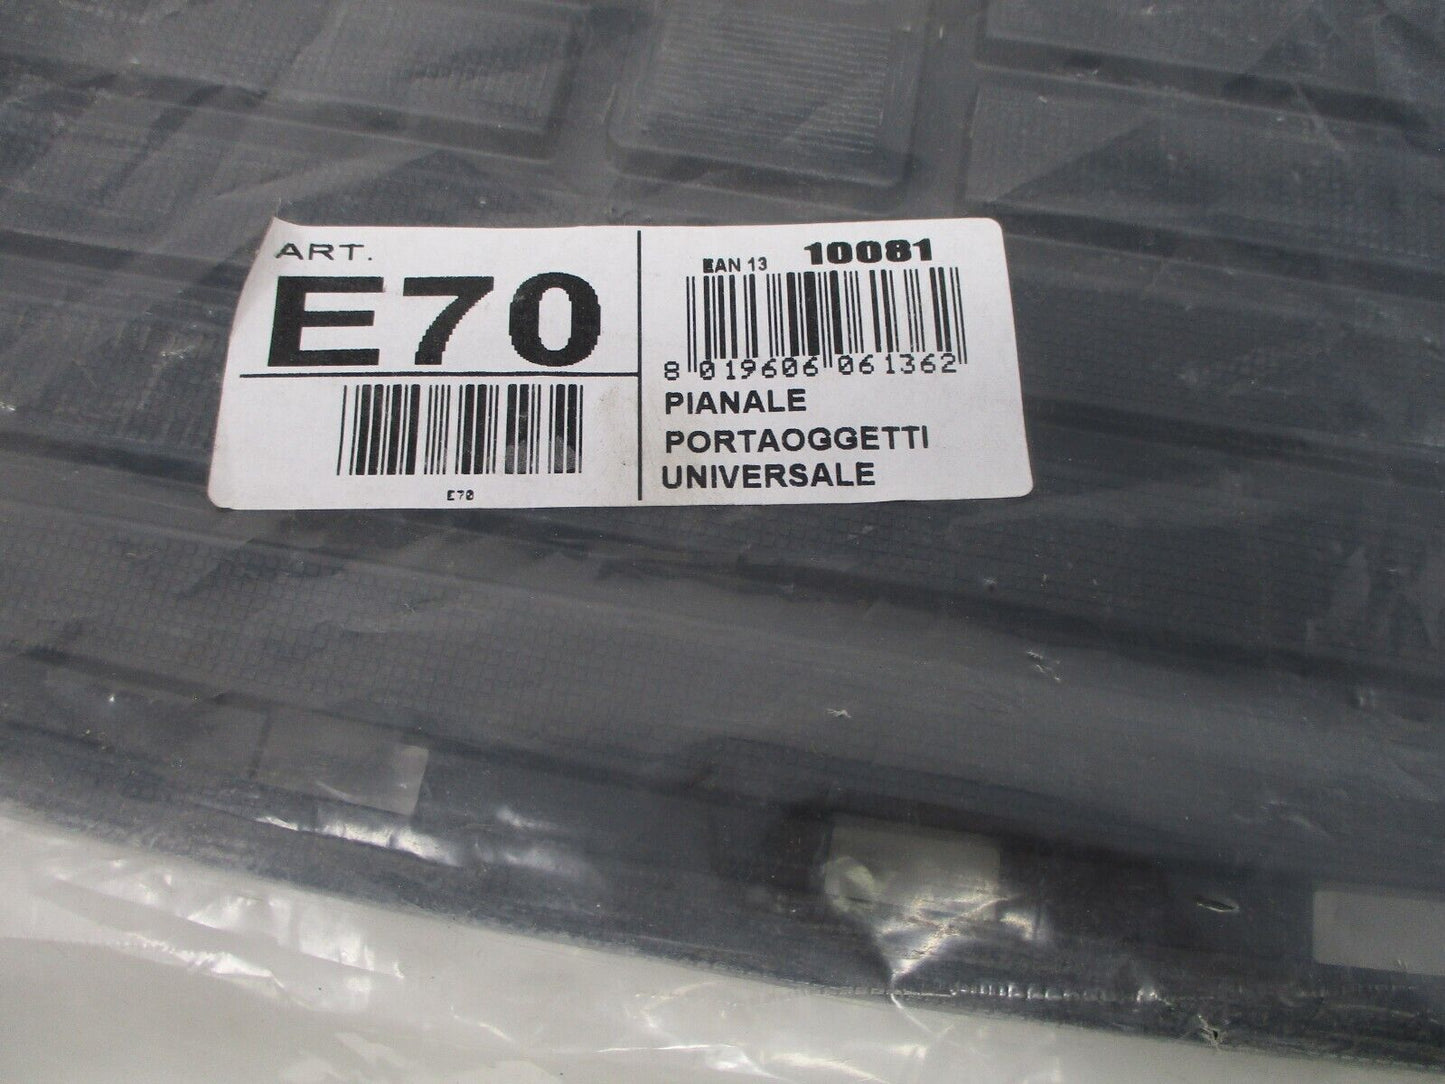 ART.
E70
E70
10081
EAN 13
8 019606 061362
PIANALE
PORTAOGGETTI
UNIVERSALE